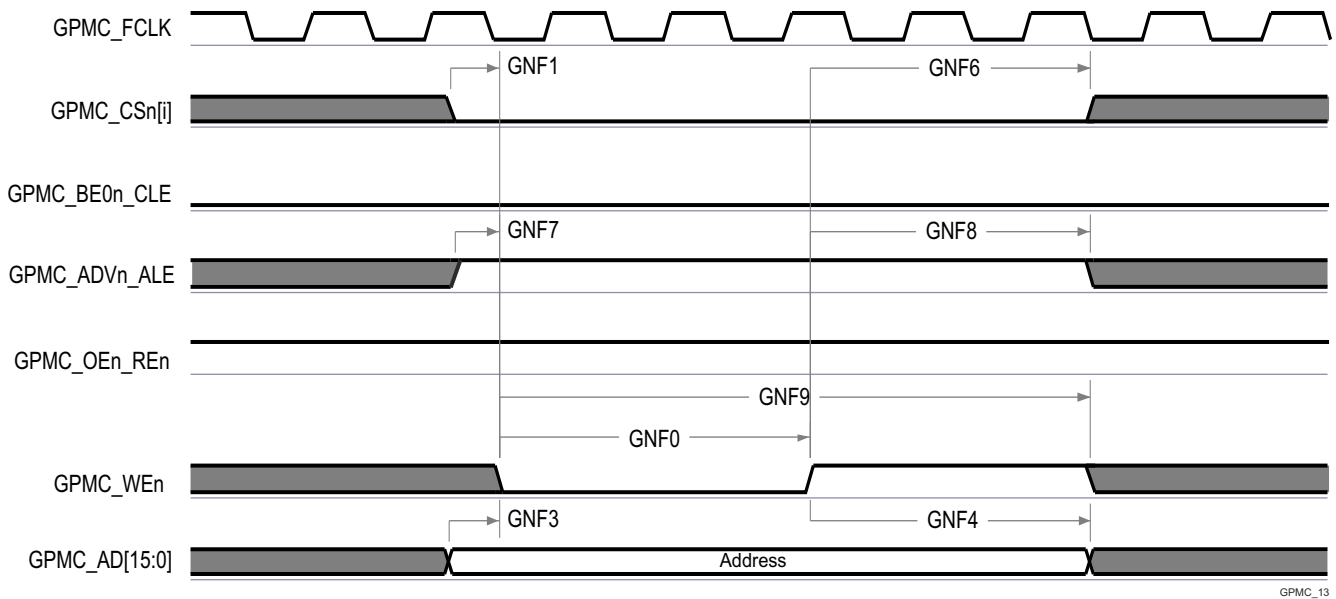 GPMC_FCLK
GNF1
GNF6
GPMC_CSn[i]
GPMC_BE0n_CLE
GNF7
GNF8
GPMC_ADVn_ALE
GPMC_OEn_REn
GNF9
GNF0
GPMC_WEn
GNF3
GNF4
GPMC_AD[15:0]
Address
GPMC_13